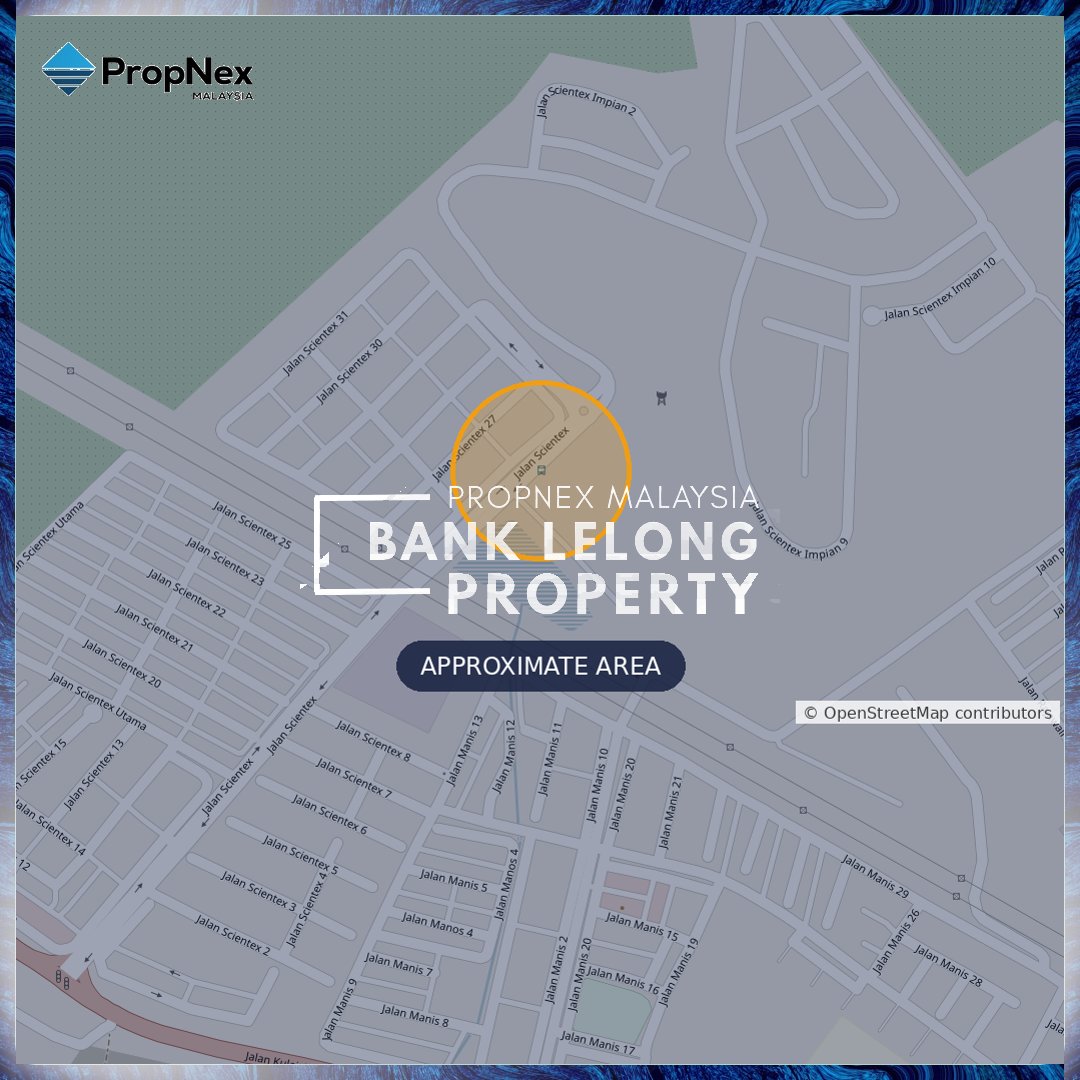 PropNex
MALAYSIA
Jalan Scientex Impian 2
Jalan Scientex Impian 10
Jalan Scientex 31
Jalan Scientex 30
Jalan Scientex 27
Jalan Scientex
PROPNEX MALAYSIA
BANK LELONG
PROPERTY
Jalan Scientex Impian 9
Jalan Scientex 25
Jalan Scientex 23
Jalan Scientex 22
Jalan Scientex 21
Jalan Scientex 20
Jalan Scientex Utama
APPROXIMATE AREA
© OpenStreetMap contributors
Jalan Scientex
Jalan Scientex 13
Jalan Scientex 14
12
Jalan Scientex
Jalan Scientex 8
Jalan Scientex 7
Jalan Scientex 6
Jalan Scientex 5
Jalan Scientex 4
Jalan Scientex 3
Jalan Scientex 2
Jalan Manis 13
Jalan Manis 12
Jalan Manis 11
Jalan Manis 10
Jalan Manis 20
Jalan Manis 21
Jalan Manis 5
Jalan Manos 4
Jalan Manos 4
Jalan Manis 7
Jalan Manis 8
Jalan Manis 9
Jalan Manis 2
Jalan Manis 20
Jalan Manis 15
Jalan Manis 16
Jalan Manis 17
Jalan Manis 19
Jalan Manis 29
Jalan Manis 26
Jalan Manis 28